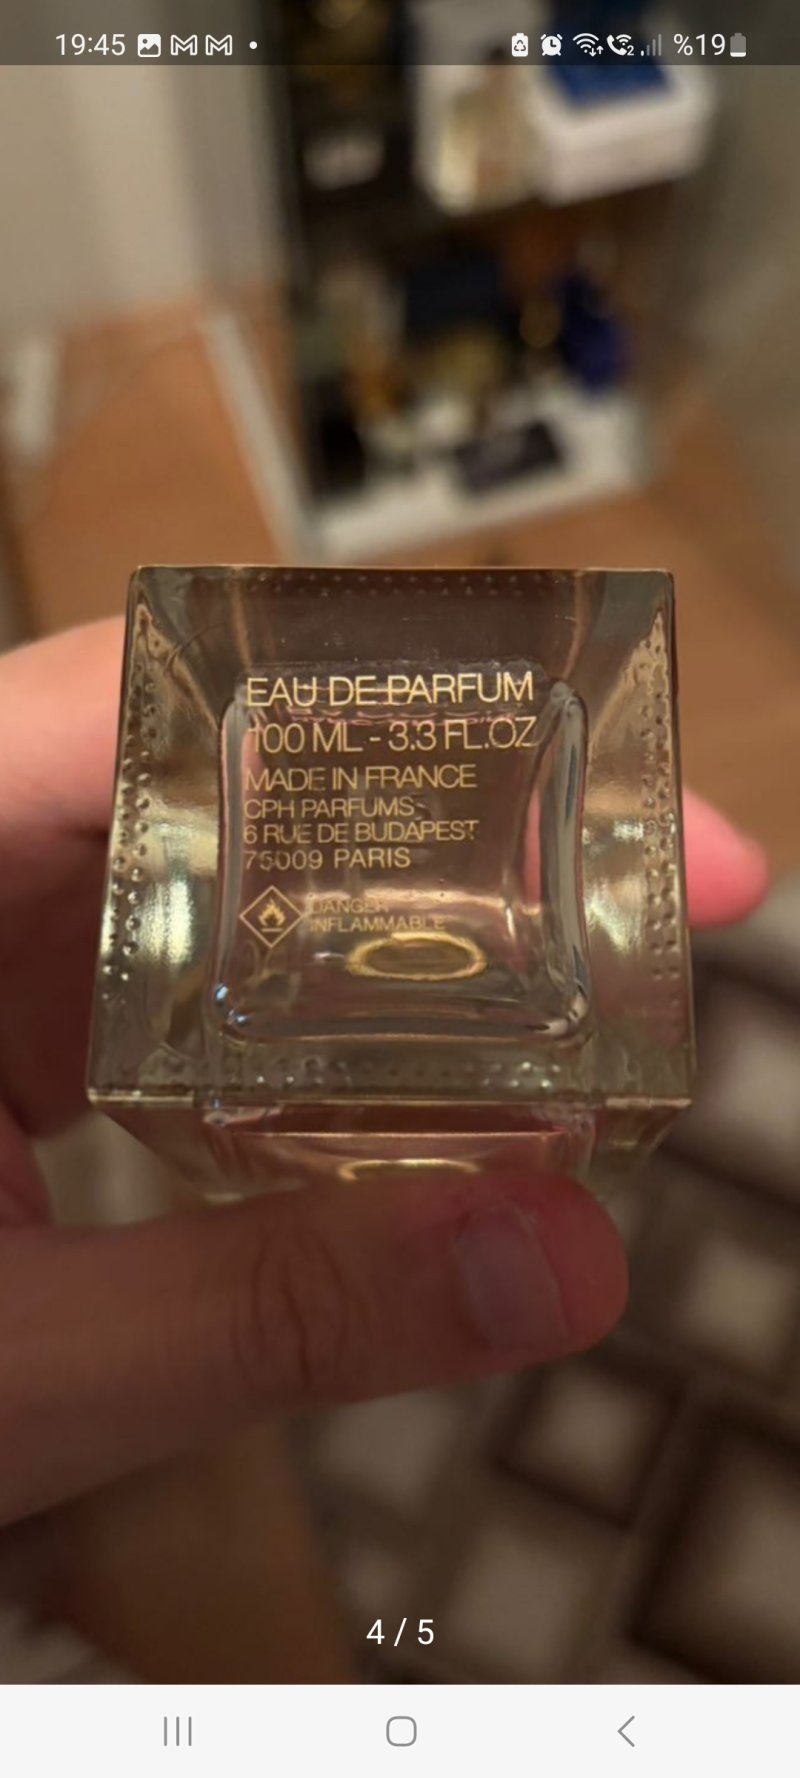 19:45
2
%19
EAU DE PARFUM
100 ML - 3.3 FL.OZ
MADE IN FRANCE
CPH PARFUMS
6 RUE DE BUDAPEST
75009 PARIS
DANGER
INFLAMMABLE
4 / 5